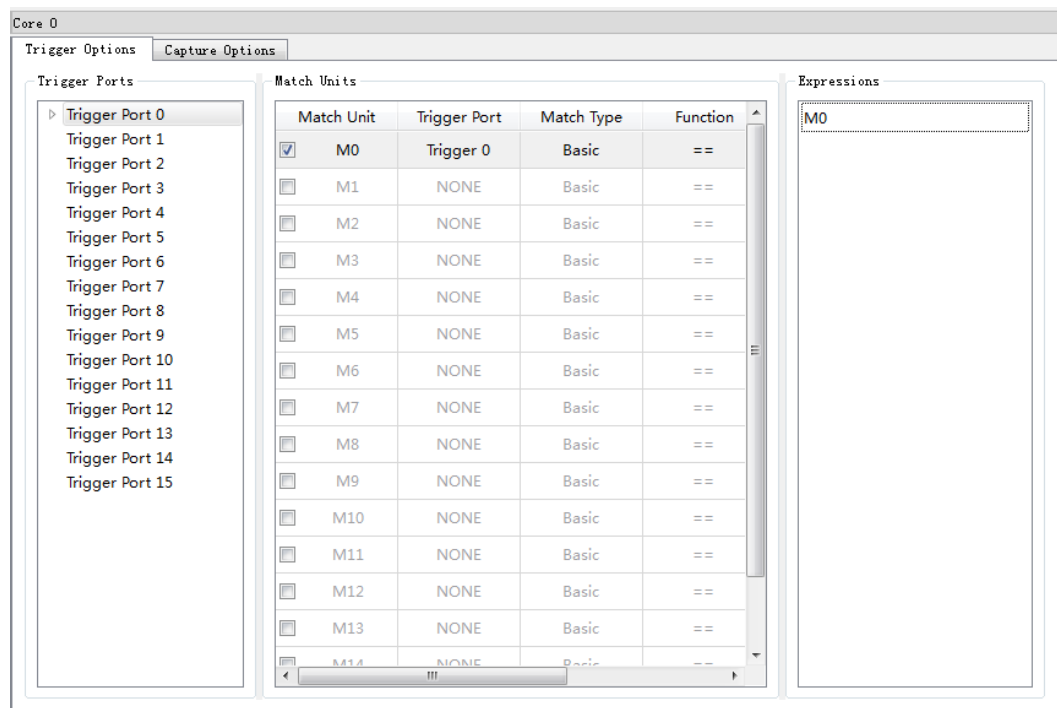 Core 0
Trigger Options Capture Options
Trigger Ports
Trigger Port 0
Trigger Port 1
Trigger Port 2
Trigger Port 3
Trigger Port 4
Trigger Port 5
Trigger Port 6
Trigger Port 7
Trigger Port 8
Trigger Port 9
Trigger Port 10
Trigger Port 11
Trigger Port 12
Trigger Port 13
Trigger Port 14
Trigger Port 15
Match Units
Match Unit Trigger Port Match Type Function
M0 Trigger 0 Basic ==
M1 NONE Basic ==
M2 NONE Basic ==
M3 NONE Basic ==
M4 NONE Basic ==
M5 NONE Basic ==
M6 NONE Basic ==
M7 NONE Basic ==
M8 NONE Basic ==
M9 NONE Basic ==
M10 NONE Basic ==
M11 NONE Basic ==
M12 NONE Basic ==
M13 NONE Basic ==
M14 NONE Basic ==
Expressions
M0